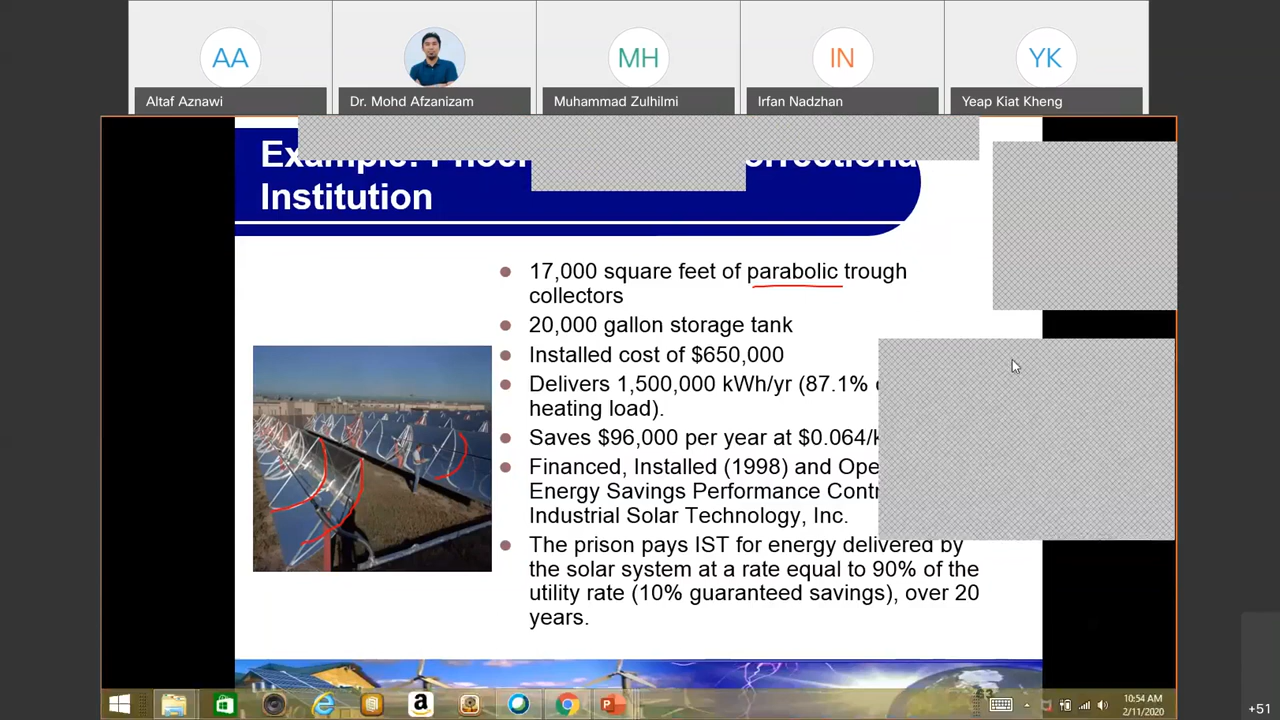 AA
MH
IN
YK
Altaf Aznawi
Dr. Mohd Afzanizam
Muhammad Zulhilmi
Irfan Nadzhan
Yeap Kiat Kheng
Institution
17,000 square feet of parabolic trough
collectors
20,000 gallon storage tank
Installed cost of $650,000
Delivers 1,500,000 kWh/yr (87.1%
heating load).
Saves $96,000 per year at $0.064/
Financed, Installed (1998) and
Energy Savings Performance
Industrial Solar Technology, Inc.
The prison pays IST for energy delivered by
the solar system at a rate equal to 90% of the
utility rate (10% guaranteed savings), over 20
years.
63
10:54 AM
2/11/2020
+51